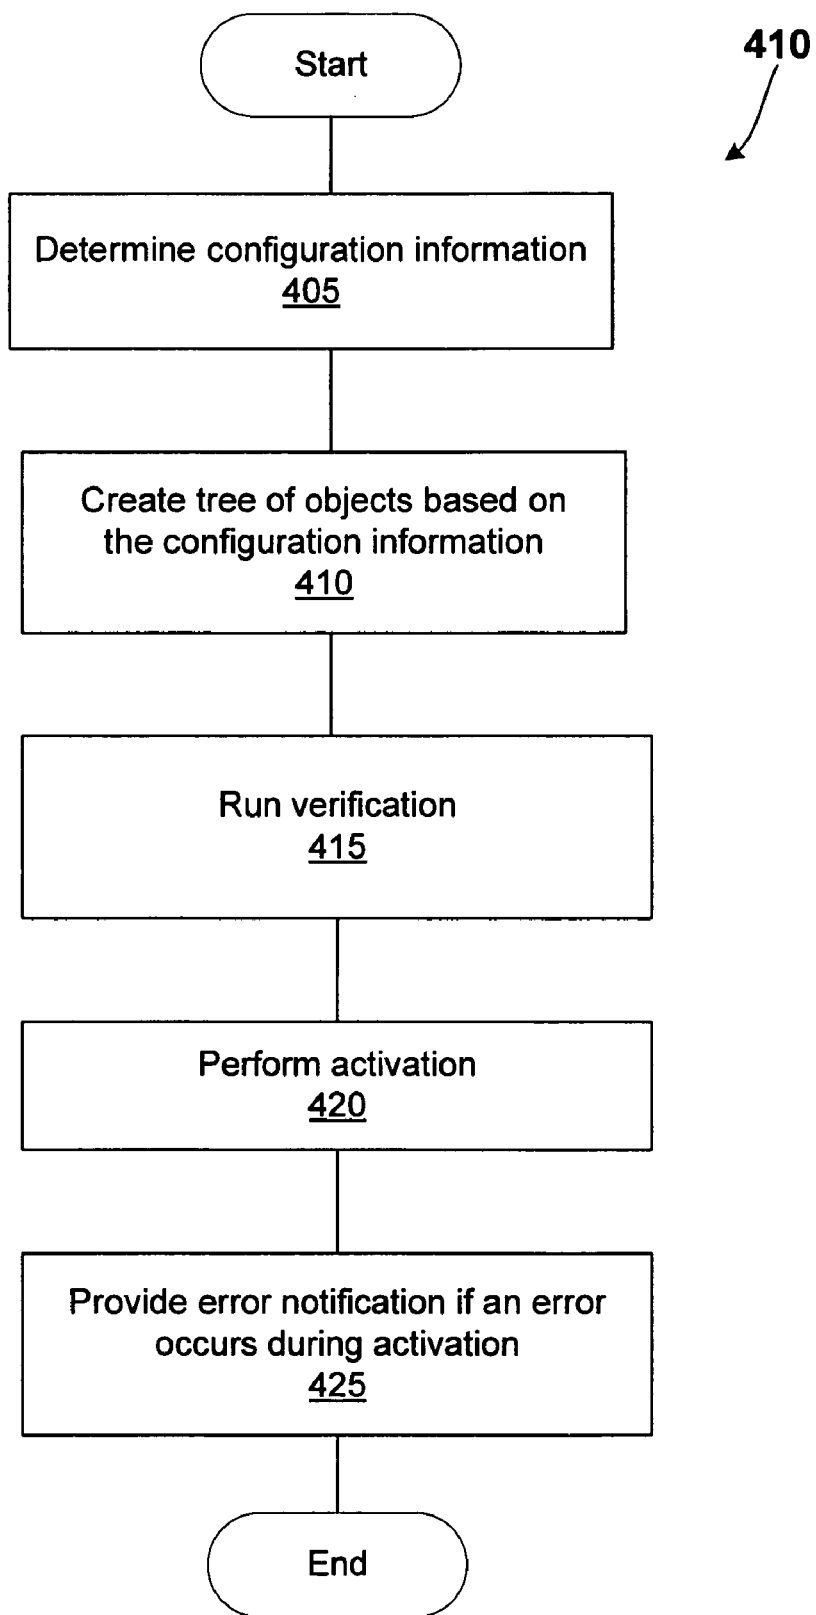 410
Start
Determine configuration information
405
Create tree of objects based on
the configuration information
410
Run verification
415
Perform activation
420
Provide error notification if an error
occurs during activation
425
End